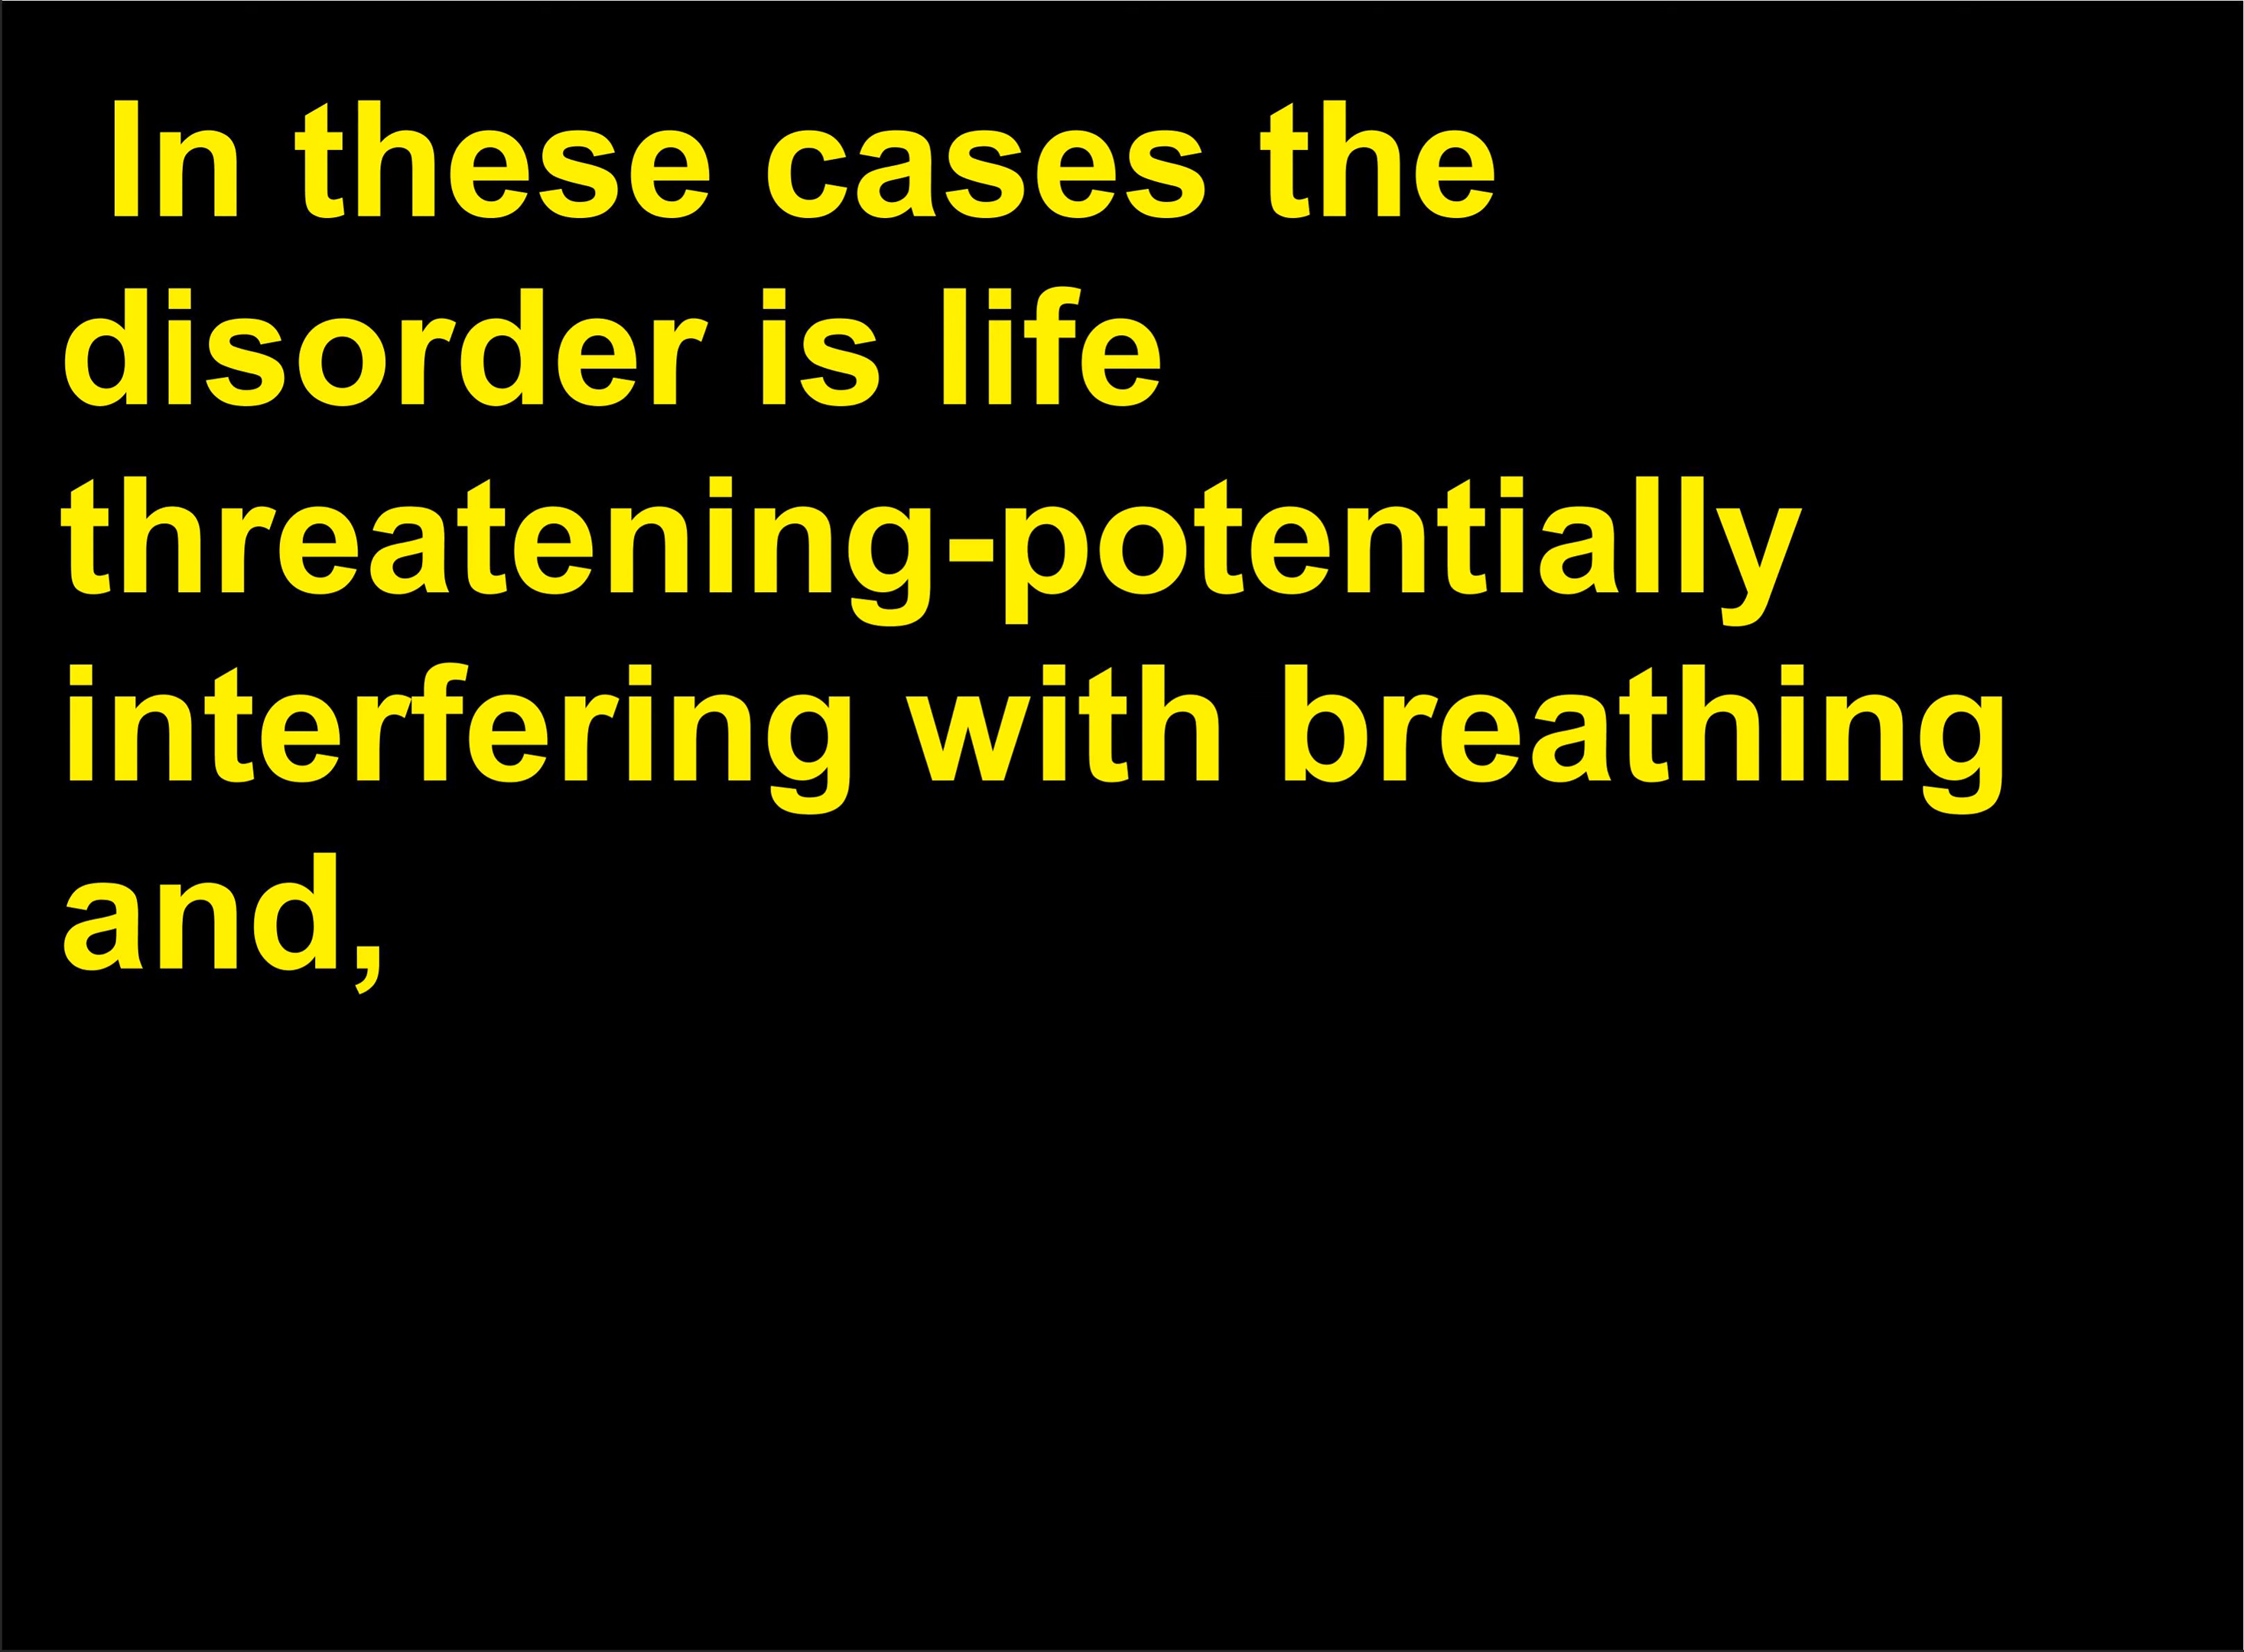 In these cases the
disorder is life
threatening-potentially
interfering with breathing
and,